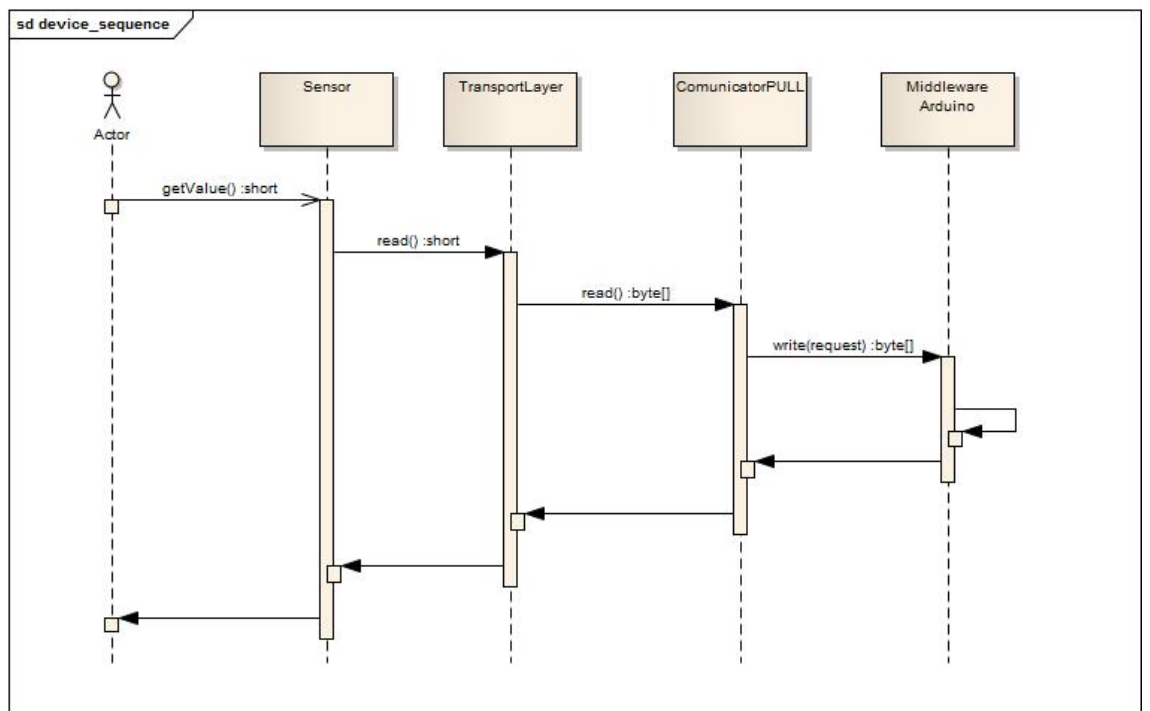 sd device_sequence
Actor
Sensor
TransportLayer
ComunicatorPULL
Middleware
Arduino
getValue() :short
read() :short
read() :byte[]
write(request) :byte[]